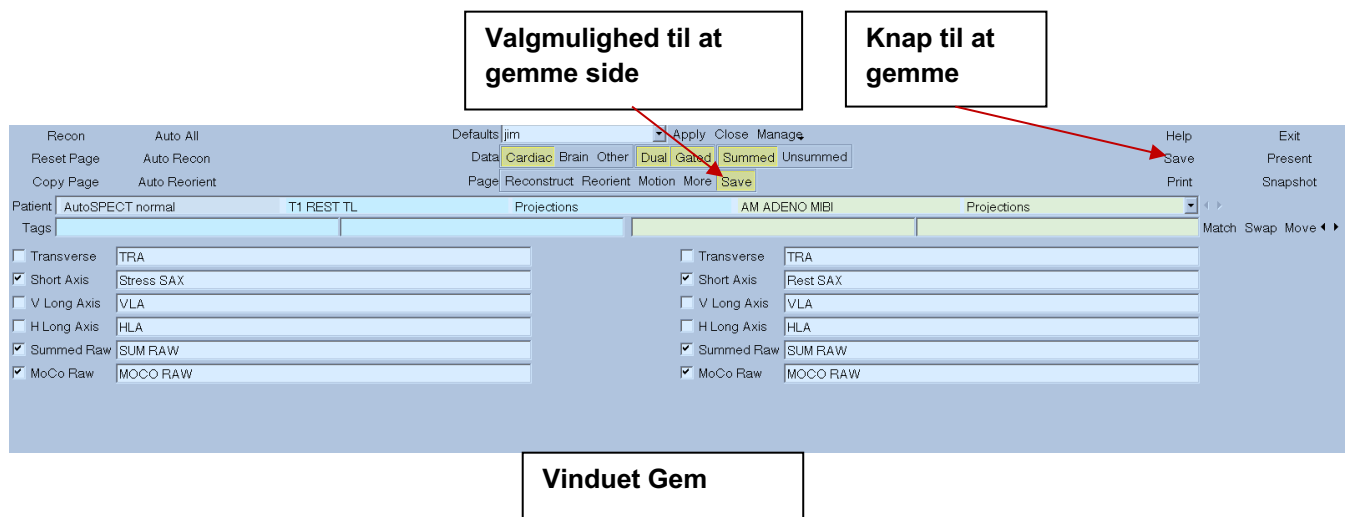 Valgmulighed til at
gemme side
Knap til at
gemme
Recon Auto All Defaults jim Apply Close Manage Help Exit
Reset Page Auto Recon Data Cardiac Brain Other Dual Gated Summed Unsummed Save Present
Copy Page Auto Reorient Page Reconstruct Reorient Motion More Save Print Snapshot
Patient AutoSPECT normal T1 REST TL Projections AM ADENO MIBI Projections
Tags Match Swap Move
Transverse TRA Transverse TRA
Short Axis Stress SAX Short Axis Rest SAX
V Long Axis VLA V Long Axis VLA
H Long Axis HLA H Long Axis HLA
Summed Raw SUM RAW Summed Raw SUM RAW
MoCo Raw MOCO RAW MoCo Raw MOCO RAW
Vinduet Gem